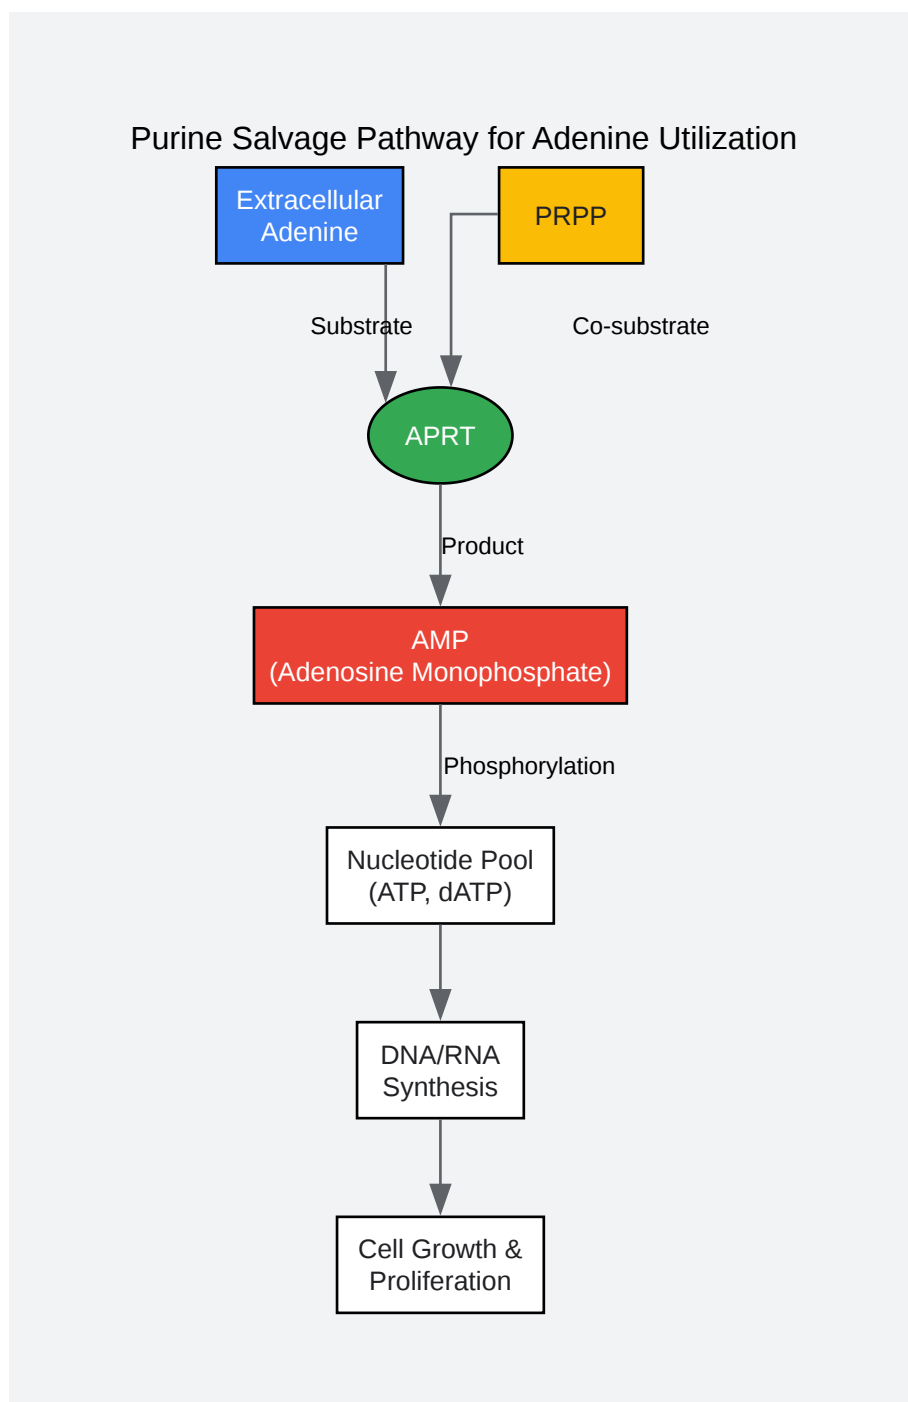 Purine Salvage Pathway for Adenine Utilization
Extracellular
Adenine
PRPP
Substrate
Co-substrate
APRT
Product
AMP
(Adenosine Monophosphate)
Phosphorylation
Nucleotide Pool
(ATP, dATP)
DNA/RNA
Synthesis
Cell Growth &
Proliferation